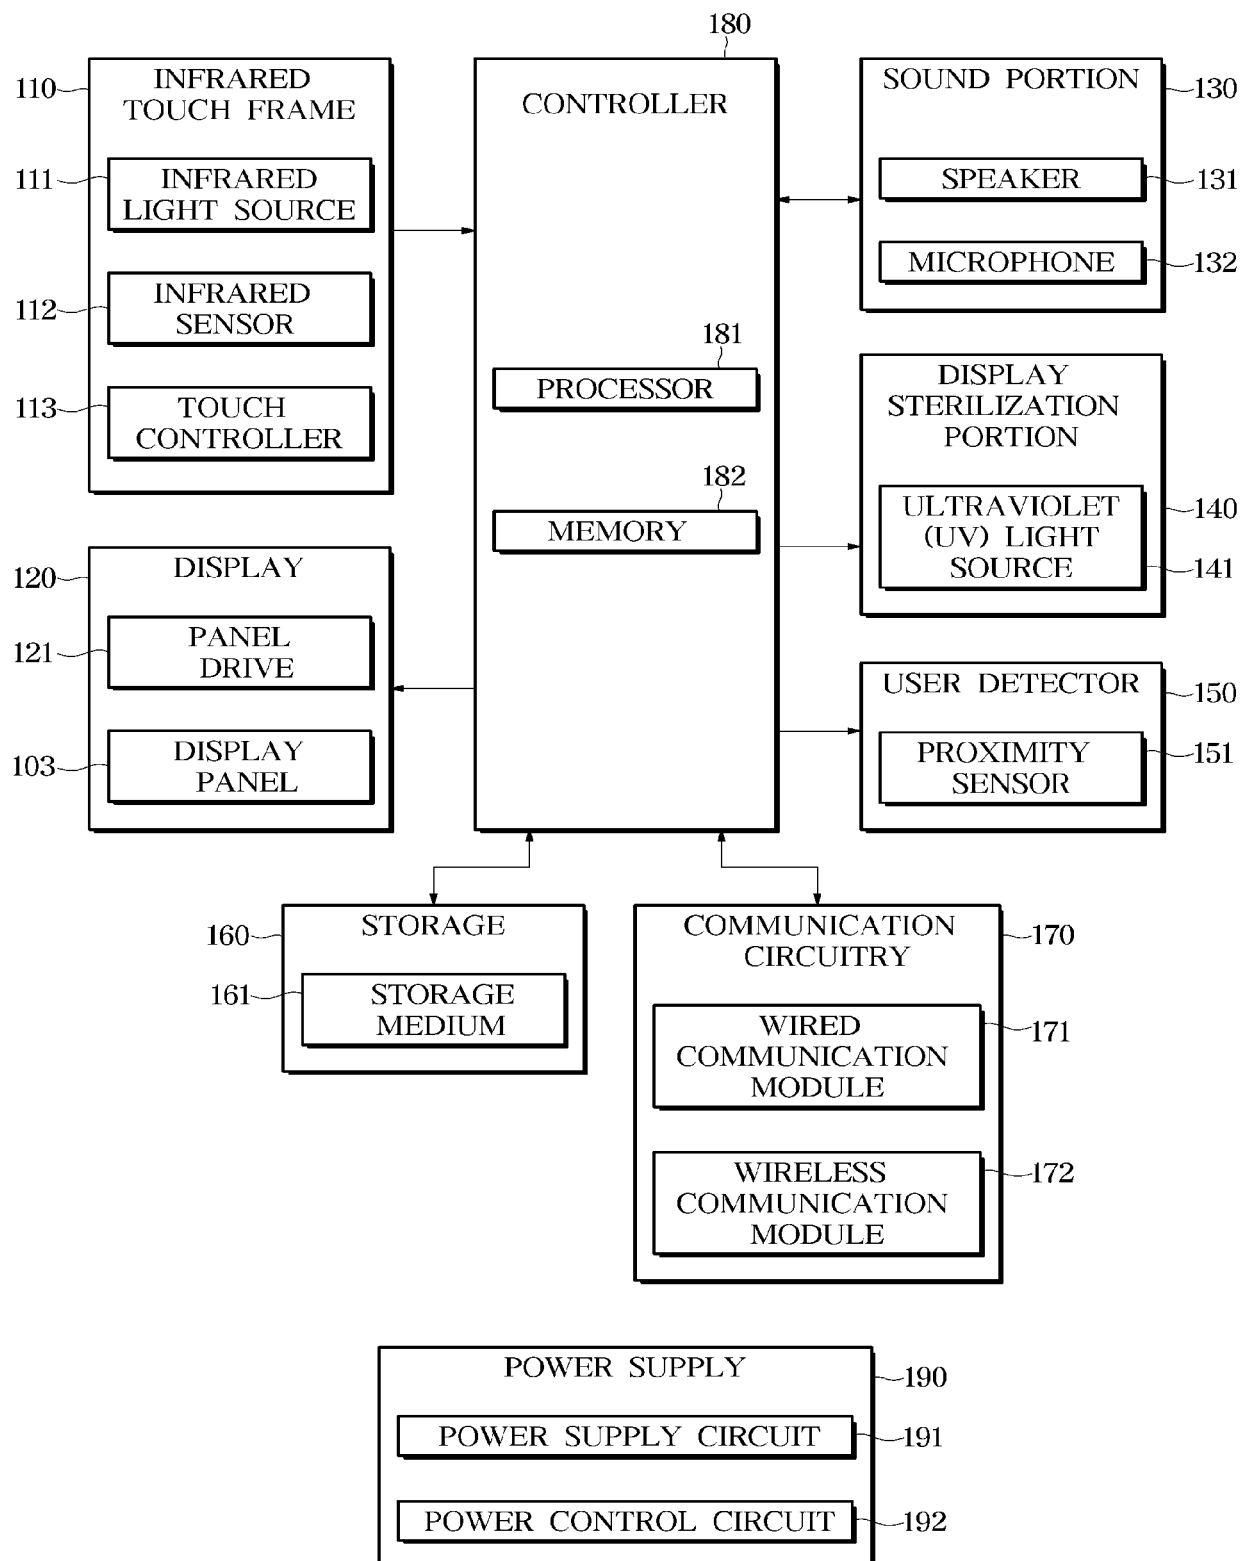 180
110
INFRARED
TOUCH FRAME
111
INFRARED
LIGHT SOURCE
112
INFRARED
SENSOR
113
TOUCH
CONTROLLER
120
DISPLAY
121
PANEL
DRIVE
103
DISPLAY
PANEL
CONTROLLER
181
PROCESSOR
182
MEMORY
SOUND PORTION
130
SPEAKER
131
MICROPHONE
132
DISPLAY
STERILIZATION
PORTION
140
ULTRAVIOLET
(UV) LIGHT
SOURCE
141
USER DETECTOR
150
PROXIMITY
SENSOR
151
160
STORAGE
161
STORAGE
MEDIUM
COMMUNICATION
CIRCUITRY
170
WIRED
COMMUNICATION
MODULE
171
WIRELESS
COMMUNICATION
MODULE
172
POWER SUPPLY
190
POWER SUPPLY CIRCUIT
191
POWER CONTROL CIRCUIT
192